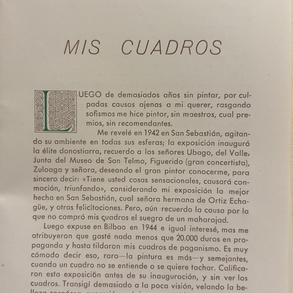 MIS CUADROS
LUEGO de demasiados años sin pintar, por cul-
padas causas ajenas a mi querer, rasgando
sofismas me hice pintor, sin maestros, cual pre-
mios, sin recomendantes.
Me revelé en 1942 en San Sebastián, agitan-
do su ambiente en todas sus esferas; la exposición inauguró
la élite donostiarra, recuerdo a los señores Ubago, del Valle,
Junta del Museo de San Telmo, Figuerido (gran concertista),
Zuloaga y señora, deseando el gran pintor conocerme, para
sincero decir: «Tiene usted cosas sensacionales, causará con-
moción, triunfando», considerando mi exposición la mejor
hecha en San Sebastián, cual señora hermana de Ortiz Echa-
güe, y otras felicitaciones. Pero, aún recuerdo la causa por la
que no compró mis cuadros el suegro de un maharajad.
Luego expuse en Bilbao en 1944 e igual interés, mas me
atribuyeron que gasté nada menos que 20.000 duros en pro-
paganda y hasta tildaron mis cuadros de paganismo. Es muy
cómodo decir eso, raro—la pintura es más—y semejantes,
cuando un cuadro no se entiende o se quiere tachar. Califica-
ron esta exposición antes de su inauguración, y sin ver los
cuadros. Transigí demasiado a la poca visión, velando la be-